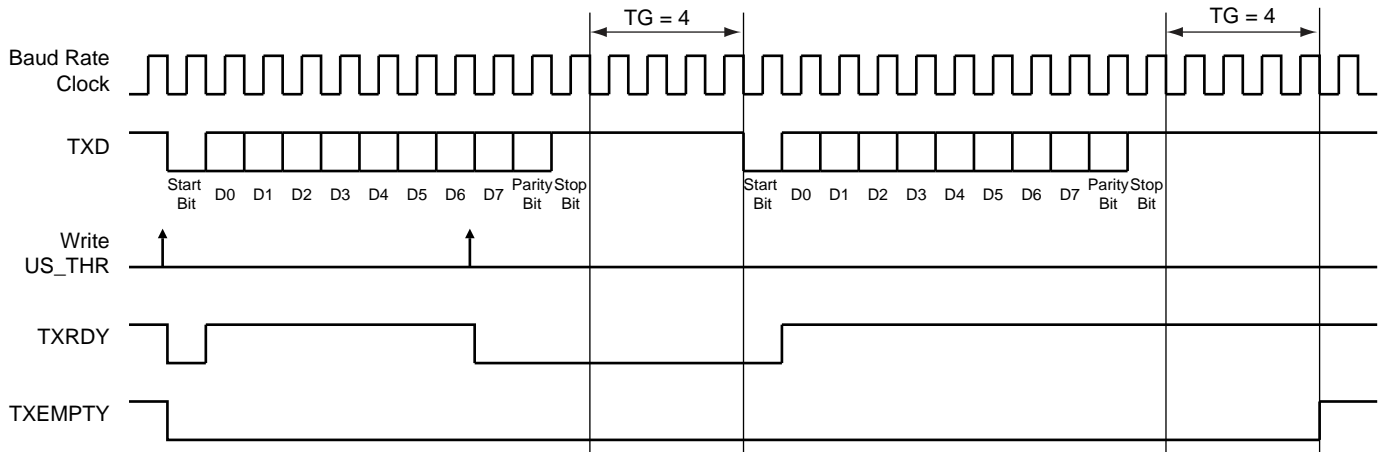 TG = 4
TG = 4
Baud Rate
Clock
TXD
Start
Bit
D0
D1
D2
D3
D4
D5
D6
D7
Parity
Bit
Stop
Bit
Start
Bit
D0
D1
D2
D3
D4
D5
D6
D7
Parity
Bit
Stop
Bit
Write
US_THR
TXRDY
TXEMPTY